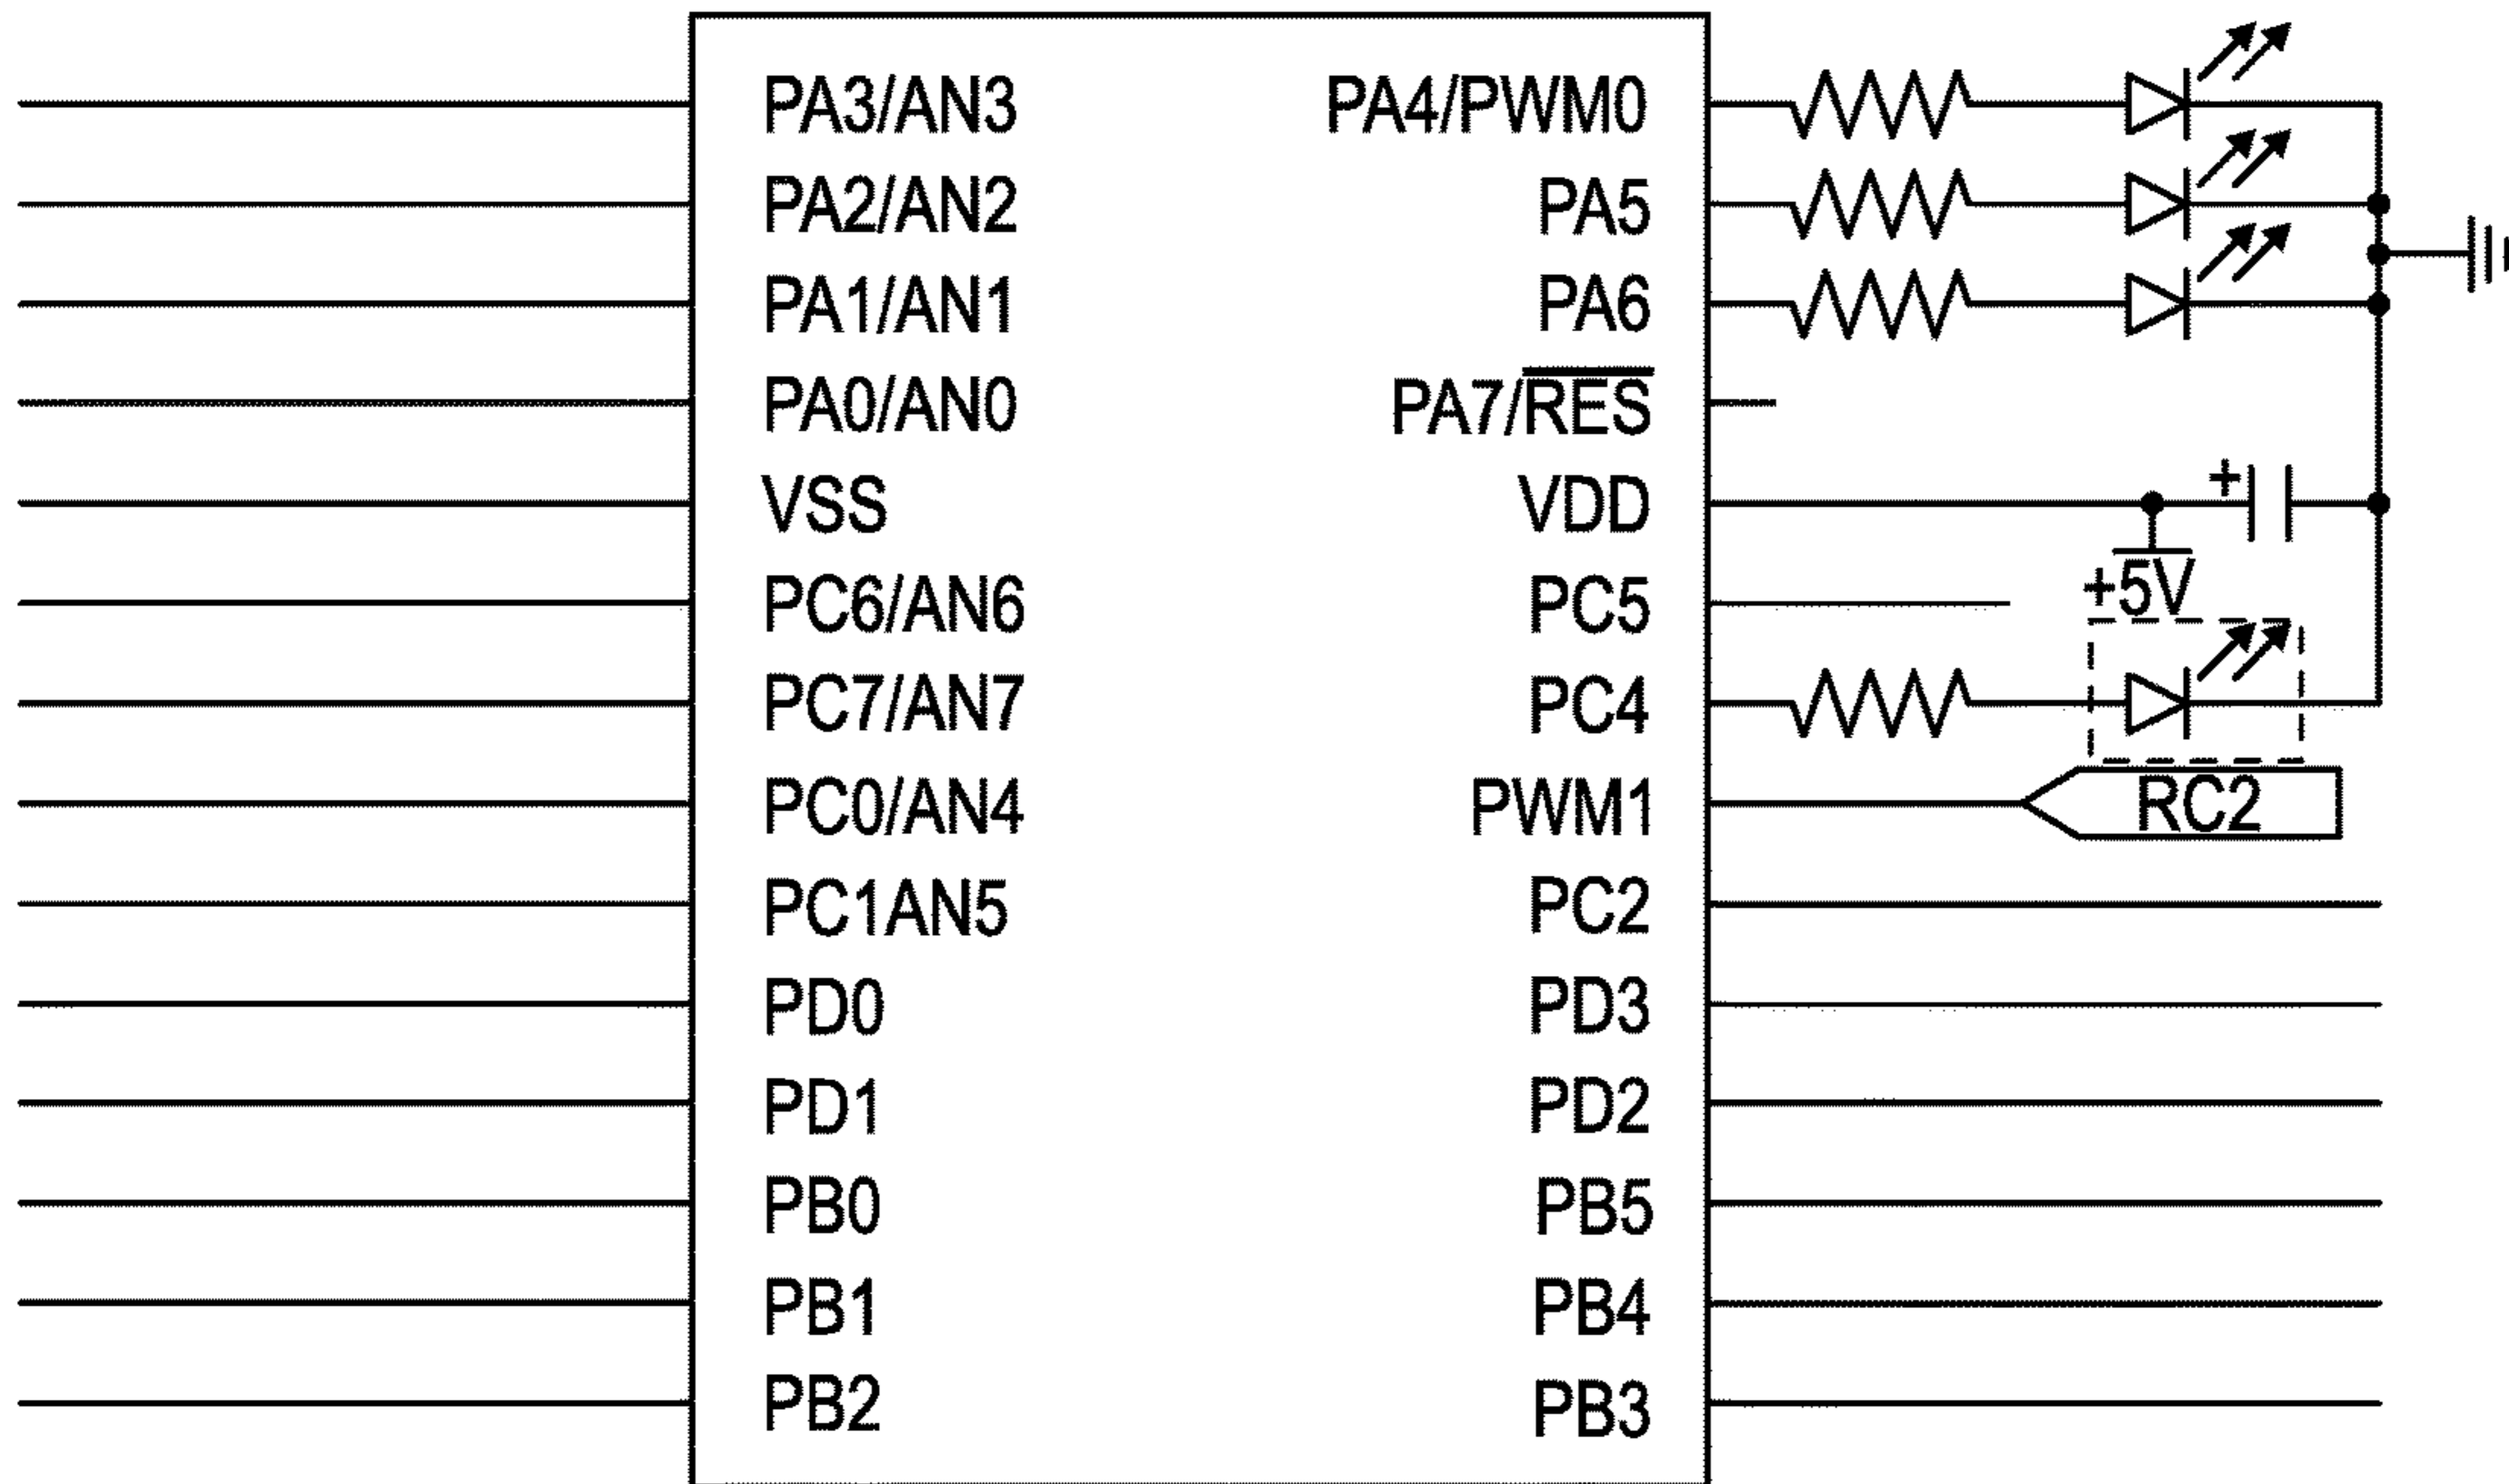 PA3/AN3 PA4/PWM0
PA2/AN2 PA5
PA1/AN1 PA6
PA0/AN0 PA7/RES
VSS VDD
+
+5V
PC6/AN6 PC5
PC7/AN7 PC4
PC0/AN4 PWM1 RC2
PC1AN5 PC2
PD0 PD3
PD1 PD2
PB0 PB5
PB1 PB4
PB2 PB3